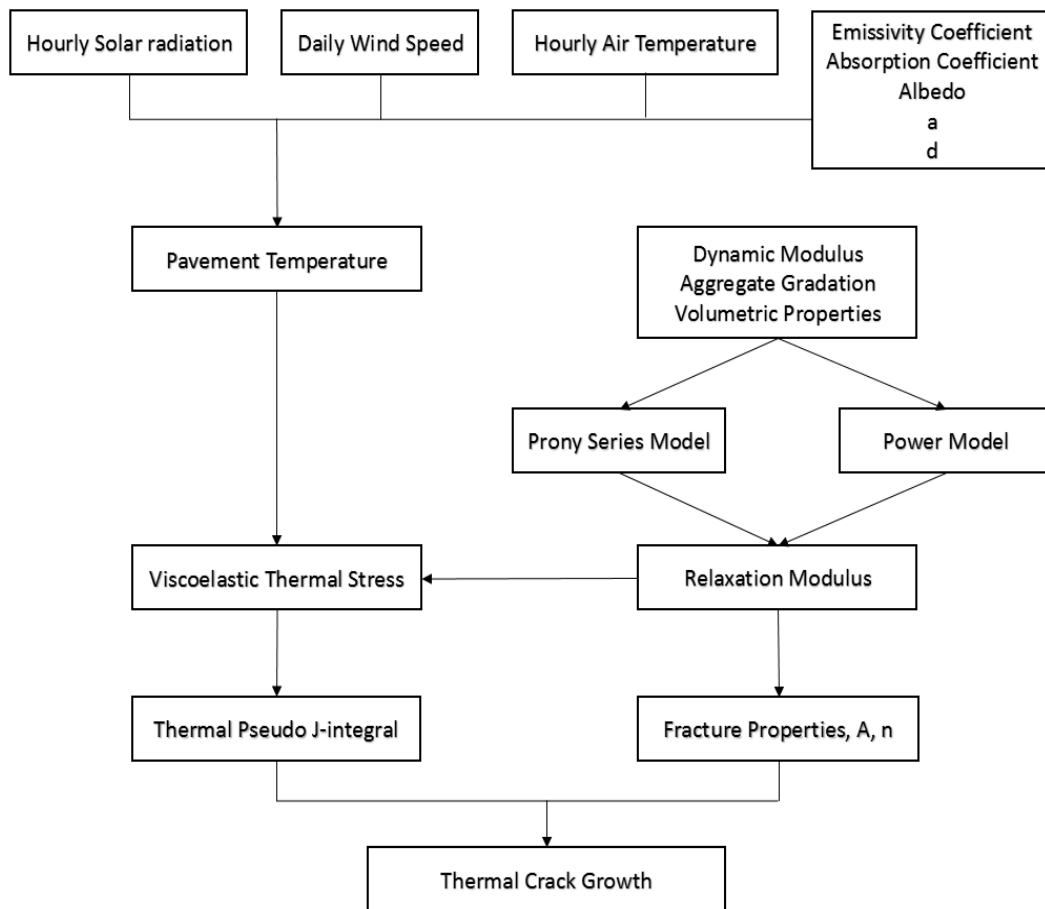 Hourly Solar radiation
Daily Wind Speed
Hourly Air Temperature
Emissivity Coefficient
Absorption Coefficient
Albedo
a
d
Pavement Temperature
Dynamic Modulus
Aggregate Gradation
Volumetric Properties
Prony Series Model
Power Model
Viscoelastic Thermal Stress
Relaxation Modulus
Thermal Pseudo J-integral
Fracture Properties, A, n
Thermal Crack Growth